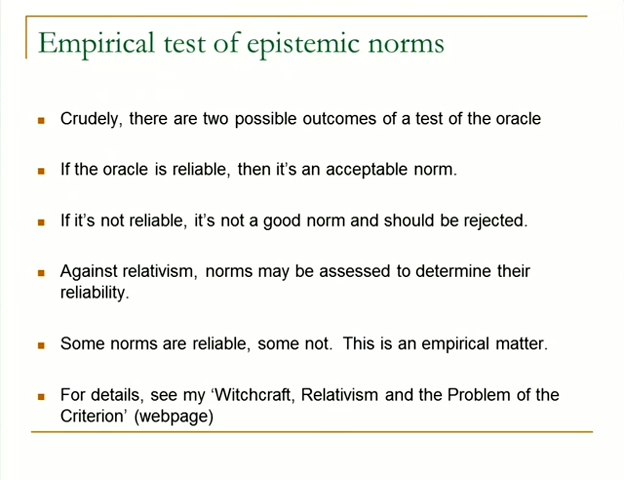 Empirical test of epistemic norms
Crudely, there are two possible outcomes of a test of the oracle
If the oracle is reliable, then it's an acceptable norm.
If it's not reliable, it's not a good norm and should be rejected.
Against relativism, norms may be assessed to determine their
reliability.
Some norms are reliable, some not.  This is an empirical matter.
For details, see my 'Witchcraft, Relativism and the Problem of the
Criterion' (webpage)